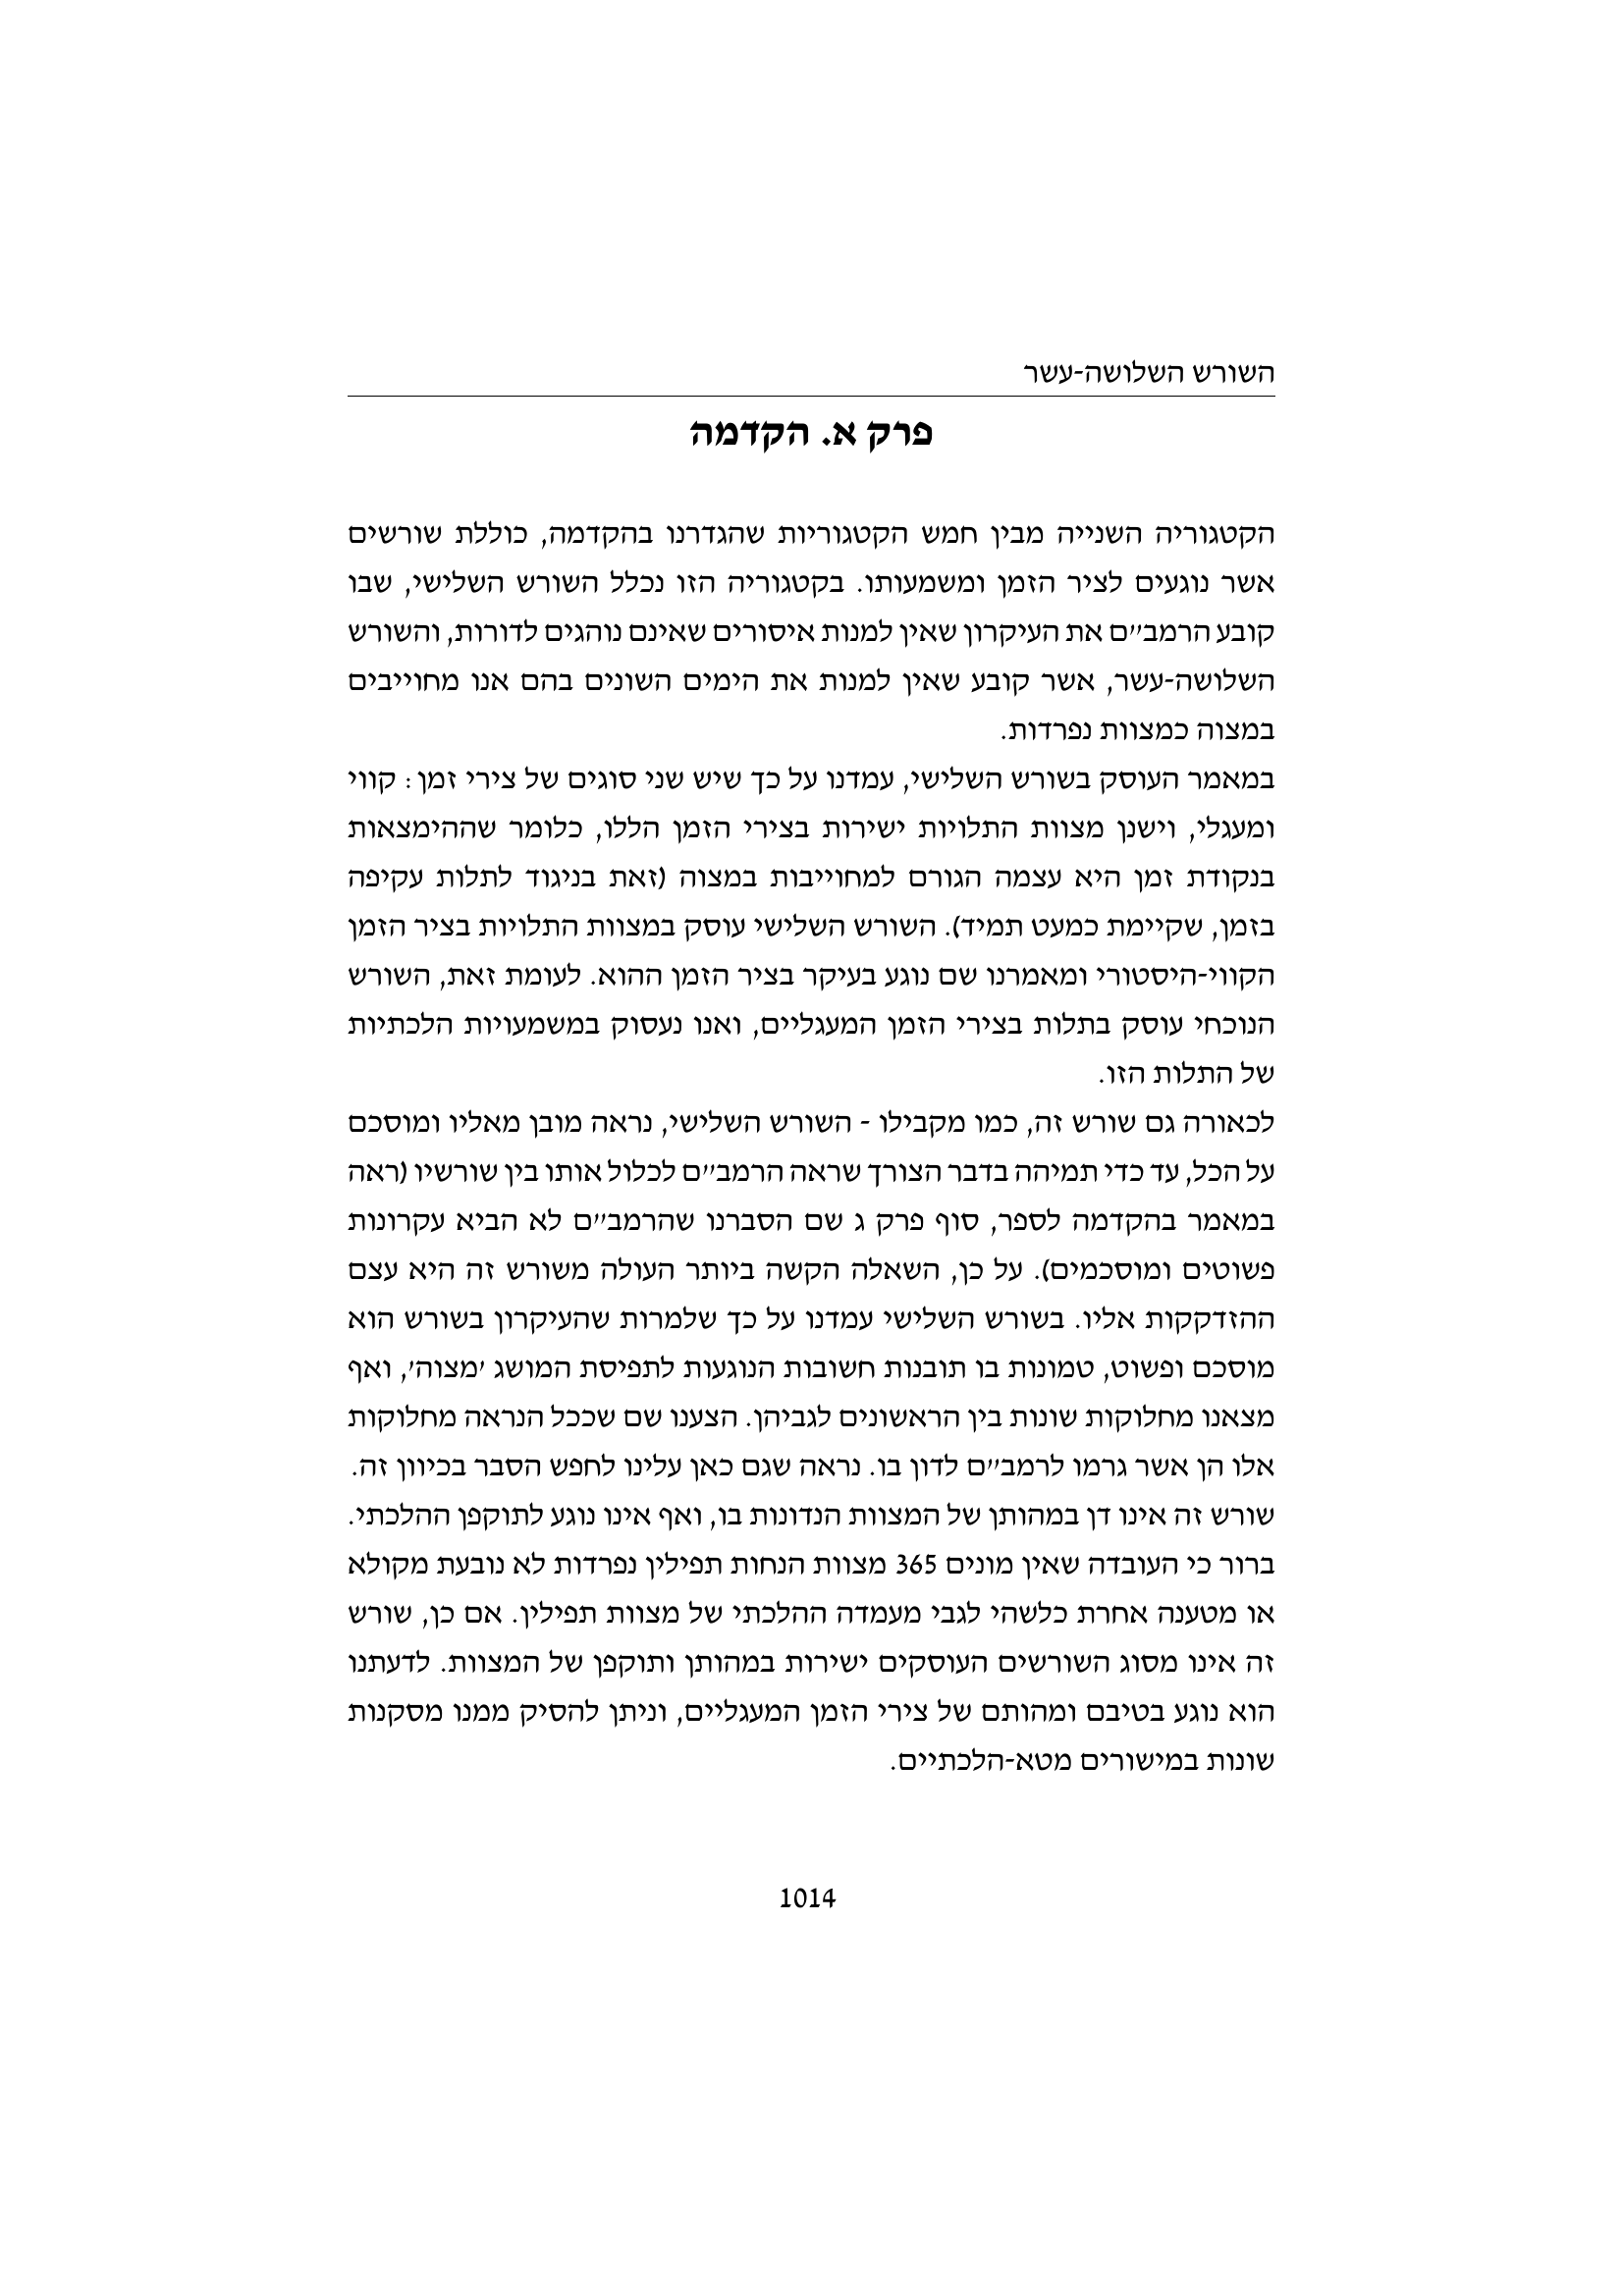 השורש השלושה-עשר
פרק א. הקדמה
הקטגוריה השנייה מבין חמש הקטגוריות שהגדרנו בהקדמה, כוללת שורשים
אשר נוגעים לציר הזמן ומשמעותו. בקטגוריה הזו נכלל השורש השלישי, שבו
קובע הרמב״ם את העיקרון שאין למנות איסורים שאינם נוהגים לדורות, והשורש
השלושה-עשר, אשר קובע שאין למנות את הימים השונים בהם אנו מחוייבים
במצוה כמצוות נפרדות.
במאמר העוסק בשורש השלישי, עמדנו על כך שיש שני סוגים של צירי זמן: קווי
ומעגלי, וישנן מצוות התלויות ישירות בצירי הזמן הללו, כלומר שההימצאות
בנקודת זמן היא עצמה הגורם למחוייבות במצוה (זאת בניגוד לתלות עקיפה
בזמן, שקיימת כמעט תמיד). השורש השלישי עוסק במצוות התלויות בציר הזמן
הקווי-היסטורי ומאמרנו שם נוגע בעיקר בציר הזמן ההוא. לעומת זאת, השורש
הנוכחי עוסק בתלות בצירי הזמן המעגליים, ואנו נעסוק במשמעויות הלכתיות
של התלות הזו.
לכאורה גם שורש זה, כמו מקבילו - השורש השלישי, נראה מובן מאליו ומוסכם
על הכל, עד כדי תמיהה בדבר הצורך שראה הרמב״ם לכלול אותו בין שורשיו (ראה
במאמר בהקדמה לספר, סוף פרק ג שם הסברנו שהרמב״ם לא הביא עקרונות
פשוטים ומוסכמים). על כן, השאלה הקשה ביותר העולה משורש זה היא עצם
ההזדקקות אליו. בשורש השלישי עמדנו על כך שלמרות שהעיקרון בשורש הוא
מוסכם ופשוט, טמונות בו תובנות חשובות הנוגעות לתפיסת המושג 'מצוה', ואף
מצאנו מחלוקות שונות בין הראשונים לגביהן. הצענו שם שככל הנראה מחלוקות
אלו הן אשר גרמו לרמב״ם לדון בו. נראה שגם כאן עלינו לחפש הסבר בכיוון זה.
שורש זה אינו דן במהותן של המצוות הנדונות בו, ואף אינו נוגע לתוקפן ההלכתי.
ברור כי העובדה שאין מונים 365 מצוות הנחות תפילין נפרדות לא נובעת מקולא
או מטענה אחרת כלשהי לגבי מעמדה ההלכתי של מצוות תפילין. אם כן, שורש
זה אינו מסוג השורשים העוסקים ישירות במהותן ותוקפן של המצוות. לדעתנו
הוא נוגע בטיבם ומהותם של צירי הזמן המעגליים, וניתן להסיק ממנו מסקנות
שונות במישורים מטא-הלכתיים.
1014